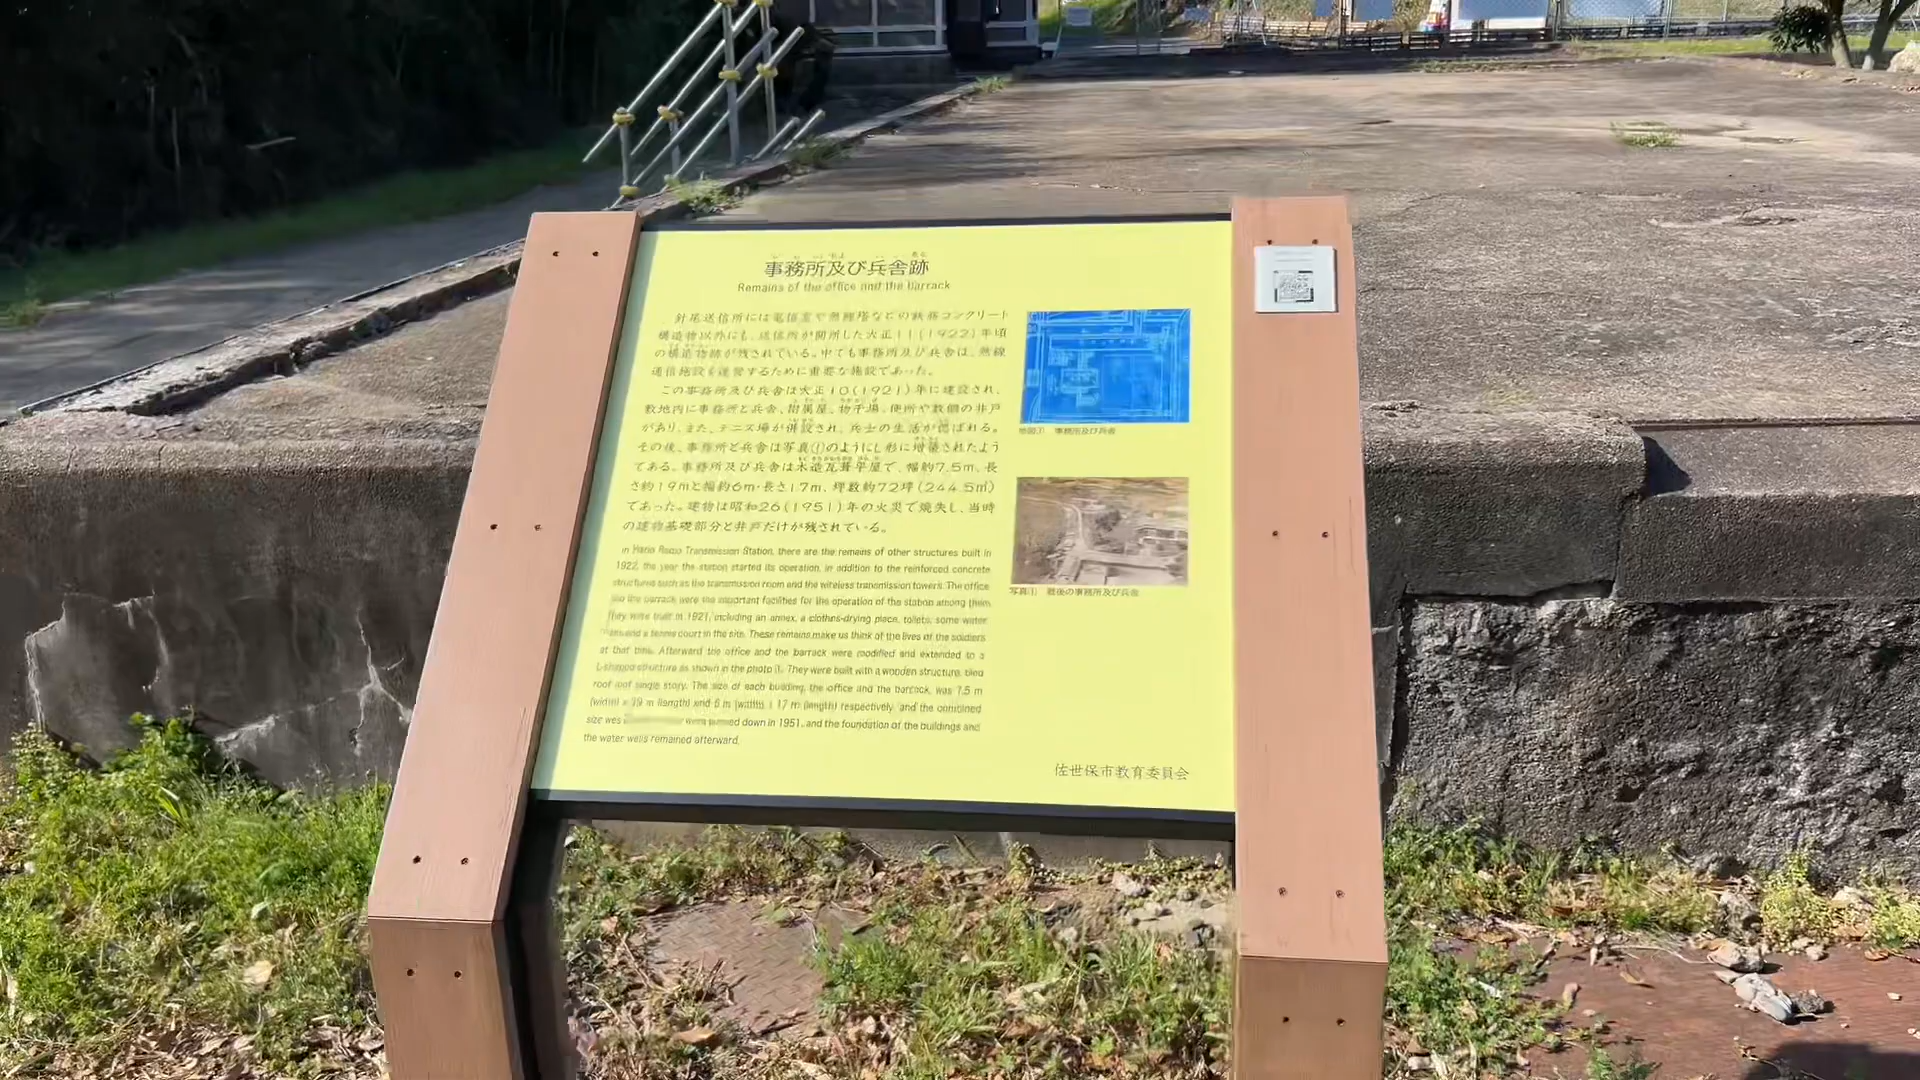 事務所及び兵舎跡
Remains of the office and the barrack
針尾送信所には電信室や無線塔などの鉄筋コンクリート
構造物以外にも、送信所が開所した大正11(1922)年頃
の構造物跡が残されている。中でも事務所及び兵舎は、無線
通信施設を運営するために重要な施設であった。
この事務所及び兵舎は大正10(1921)年に建設され、
敷地内に事務所と兵舎、附属屋、物干場、便所や数個の井戸
があり、また、テニス場が併設され、兵士の生活が偲ばれる。
その後、事務所と兵舎は写真①のようにL形に増築されたよう
である。事務所及び兵舎は木造瓦葺平屋で、幅約7.5m、長
さ約19mと幅約6m・長さ17m、坪数約72坪(244.5㎡)
であった。建物は昭和26(1951)年の火災で焼失し、当時
の建物基礎部分と井戸だけが残されている。
In Hario Radio Transmission Station, there are the remains of other structures built in
1922, the year the station started its operation, in addition to the reinforced concrete
structures such as the transmission room and the wireless transmission towers. The office
and the barrack were the important facilities for the operation of the station among them.
They were built in 1921, including an annex, a clothes-drying place, toilets, some water
and a tennis court in the site. These remains make us think of the lives of the soldiers
at that time. Afterward the office and the barrack were modified and extended to a
L-shaped structure as shown in the photo ①. They were built with a wooden structure, tiled
roof of single story. The size of each building, the office and the barrack, was 7.5 m
(width) x 19 m (length) and 6 m (width) x 17 m (length) respectively, and the combined
size was were burned down in 1951, and the foundation of the buildings and
the water wells remained afterward.
地図① 事務所及び兵舎
写真① 戦後の事務所及び兵舎
佐世保市教育委員会